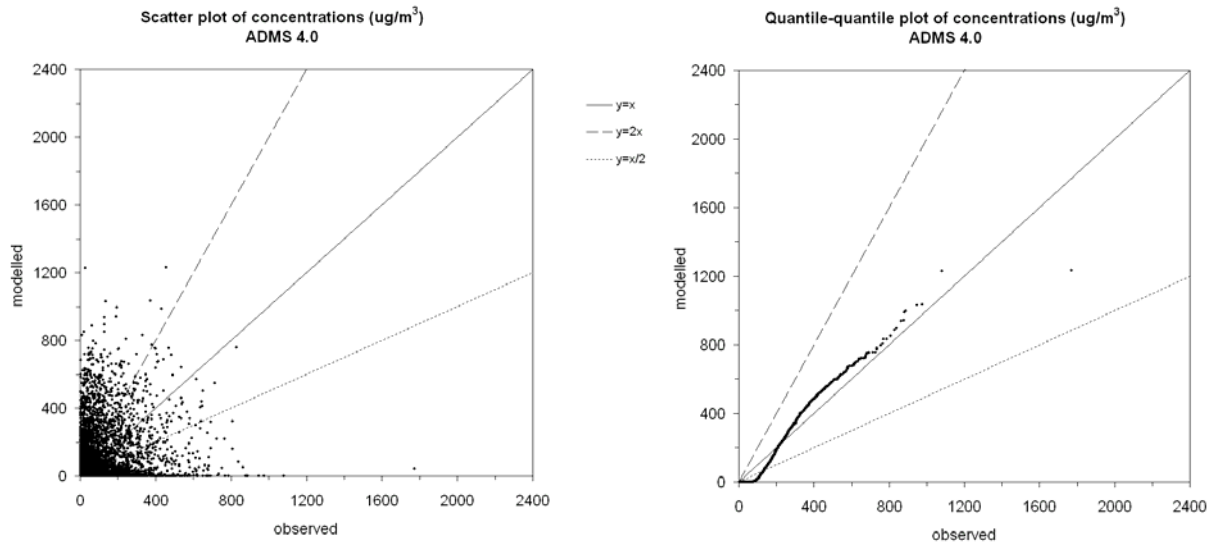 Scatter plot of concentrations (ug/m³)
ADMS 4.0
2400
2000
1600
1200
800
400
0
modelled
0 400 800 1200 1600 2000 2400
observed
y=x
y=2x
y=x/2
Quantile-quantile plot of concentrations (ug/m³)
ADMS 4.0
2400
2000
1600
1200
800
400
0
modelled
0 400 800 1200 1600 2000 2400
observed